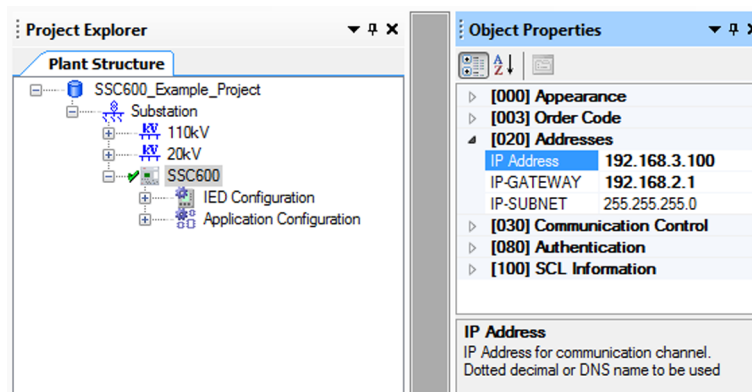 Project Explorer
Plant Structure
SSC600_Example_Project
Substation
110kV
20kV
SSC600
IED Configuration
Application Configuration
Object Properties
[000] Appearance
[003] Order Code
[020] Addresses
IP Address 192.168.3.100
IP-GATEWAY 192.168.2.1
IP-SUBNET 255.255.255.0
[030] Communication Control
[080] Authentication
[100] SCL Information
IP Address
IP Address for communication channel.
Dotted decimal or DNS name to be used